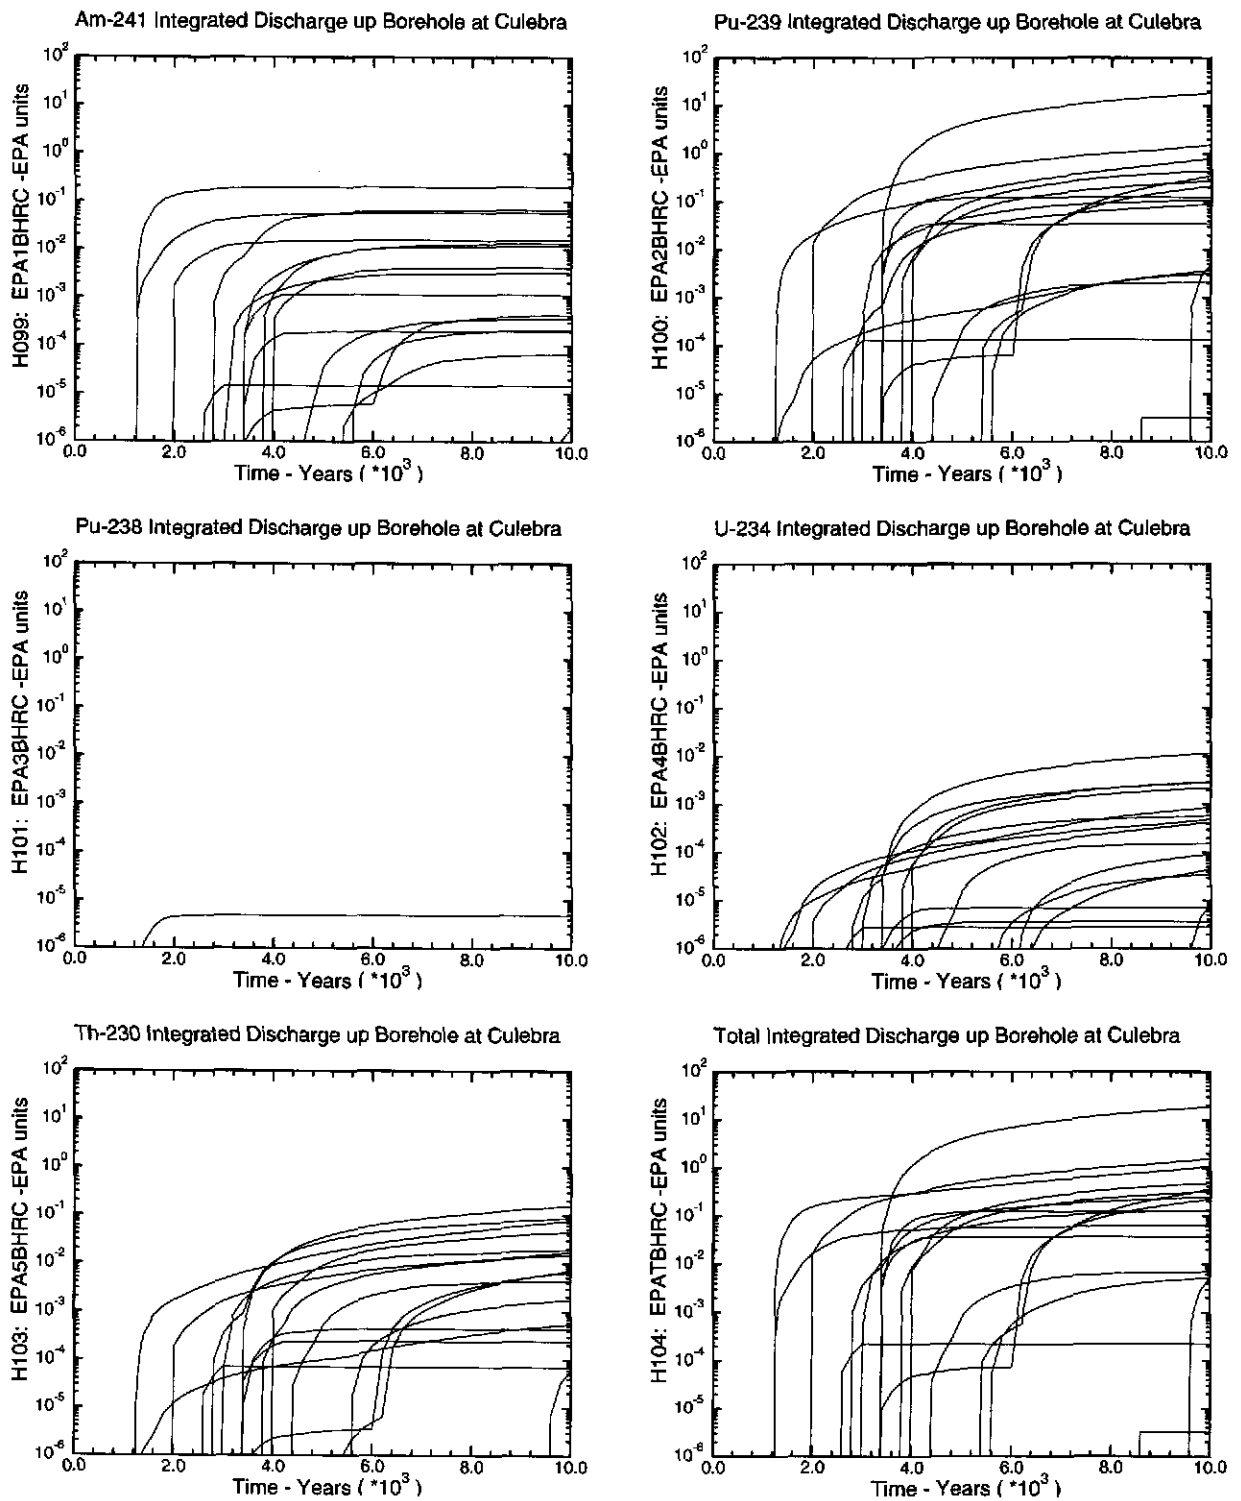 Am-241 Integrated Discharge up Borehole at Culebra
H099: EPA1BHRC -EPA units
10^2
10^1
10^0
10^-1
10^-2
10^-3
10^-4
10^-5
10^-6
0.0 2.0 4.0 6.0 8.0 10.0
Time - Years ( *10^3 )
Pu-239 Integrated Discharge up Borehole at Culebra
H100: EPA2BHRC -EPA units
10^2
10^1
10^0
10^-1
10^-2
10^-3
10^-4
10^-5
10^-6
0.0 2.0 4.0 6.0 8.0 10.0
Time - Years ( *10^3 )
Pu-238 Integrated Discharge up Borehole at Culebra
H101: EPA3BHRC -EPA units
10^2
10^1
10^0
10^-1
10^-2
10^-3
10^-4
10^-5
10^-6
0.0 2.0 4.0 6.0 8.0 10.0
Time - Years ( *10^3 )
U-234 Integrated Discharge up Borehole at Culebra
H102: EPA4BHRC -EPA units
10^2
10^1
10^0
10^-1
10^-2
10^-3
10^-4
10^-5
10^-6
0.0 2.0 4.0 6.0 8.0 10.0
Time - Years ( *10^3 )
Th-230 Integrated Discharge up Borehole at Culebra
H103: EPA5BHRC -EPA units
10^2
10^1
10^0
10^-1
10^-2
10^-3
10^-4
10^-5
10^-6
0.0 2.0 4.0 6.0 8.0 10.0
Time - Years ( *10^3 )
Total Integrated Discharge up Borehole at Culebra
H104: EPATBHRC -EPA units
10^2
10^1
10^0
10^-1
10^-2
10^-3
10^-4
10^-5
10^-6
0.0 2.0 4.0 6.0 8.0 10.0
Time - Years ( *10^3 )